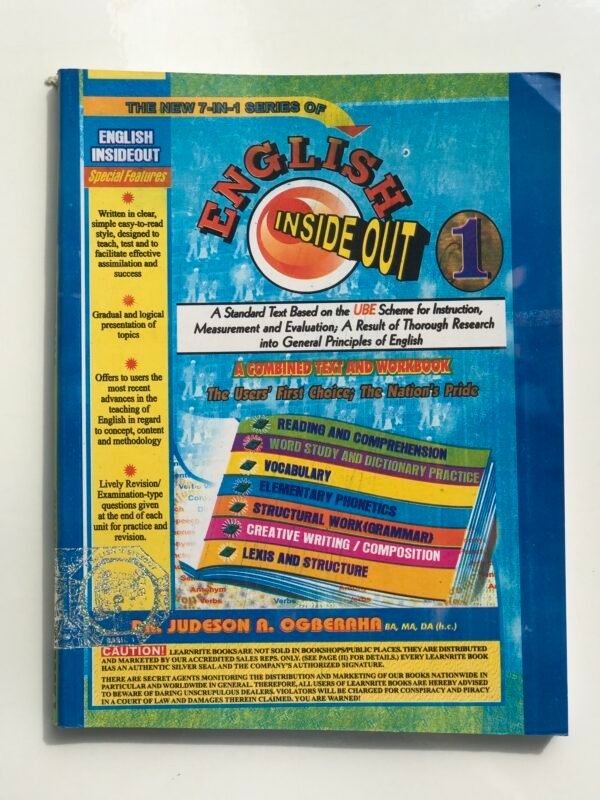 THE NEW 7-IN-1 SERIES OF
ENGLISH
INSIDE OUT
1
ENGLISH
INSIDEOUT
Special Features
Written in clear,
simple easy-to-read
style, designed to
teach, test and to
facilitate effective
assimilation and
success
Gradual and logical
presentation of
topics
Offers to users the
most recent
advances in the
teaching of
English in regard
to concept, content
and methodology
Lively Revision/
Examination-type
questions given
at the end of each
unit for practice and
revision.
A Standard Text Based on the UBE Scheme for Instruction,
Measurement and Evaluation; A Result of Thorough Research
into General Principles of English
A COMBINED TEXT AND WORKBOOK
The Users' First Choice; The Nation's Pride
READING AND COMPREHENSION
WORD STUDY AND DICTIONARY PRACTICE
VOCABULARY
ELEMENTARY PHONETICS
STRUCTURAL WORK(GRAMMAR)
CREATIVE WRITING / COMPOSITION
LEXIS AND STRUCTURE
Antonym
Verbs
Verbs
Verbs
DR. JUDESON A. OGBERAHA BA, MA, DA (h.c.)
CAUTION! LEARNRITE BOOKS ARE NOT SOLD IN BOOKSHOPS/PUBLIC PLACES. THEY ARE DISTRIBUTED
AND MARKETED BY OUR ACCREDITED SALES REPS. ONLY. (SEE PAGE (II) FOR DETAILS.) EVERY LEARNRITE BOOK
HAS AN AUTHENTIC SILVER SEAL AND THE COMPANY'S AUTHORIZED SIGNATURE.
THERE ARE SECRET AGENTS MONITORING THE DISTRIBUTION AND MARKETING OF OUR BOOKS NATIONWIDE IN
PARTICULAR AND WORLDWIDE IN GENERAL. THEREFORE, ALL USERS OF LEARNRITE BOOKS ARE HEREBY ADVISED
TO BEWARE OF DARING UNSCRUPULOUS DEALERS. VIOLATORS WILL BE CHARGED FOR CONSPIRACY AND PIRACY
IN A COURT OF LAW AND DAMAGES THEREIN CLAIMED. YOU ARE WARNED!